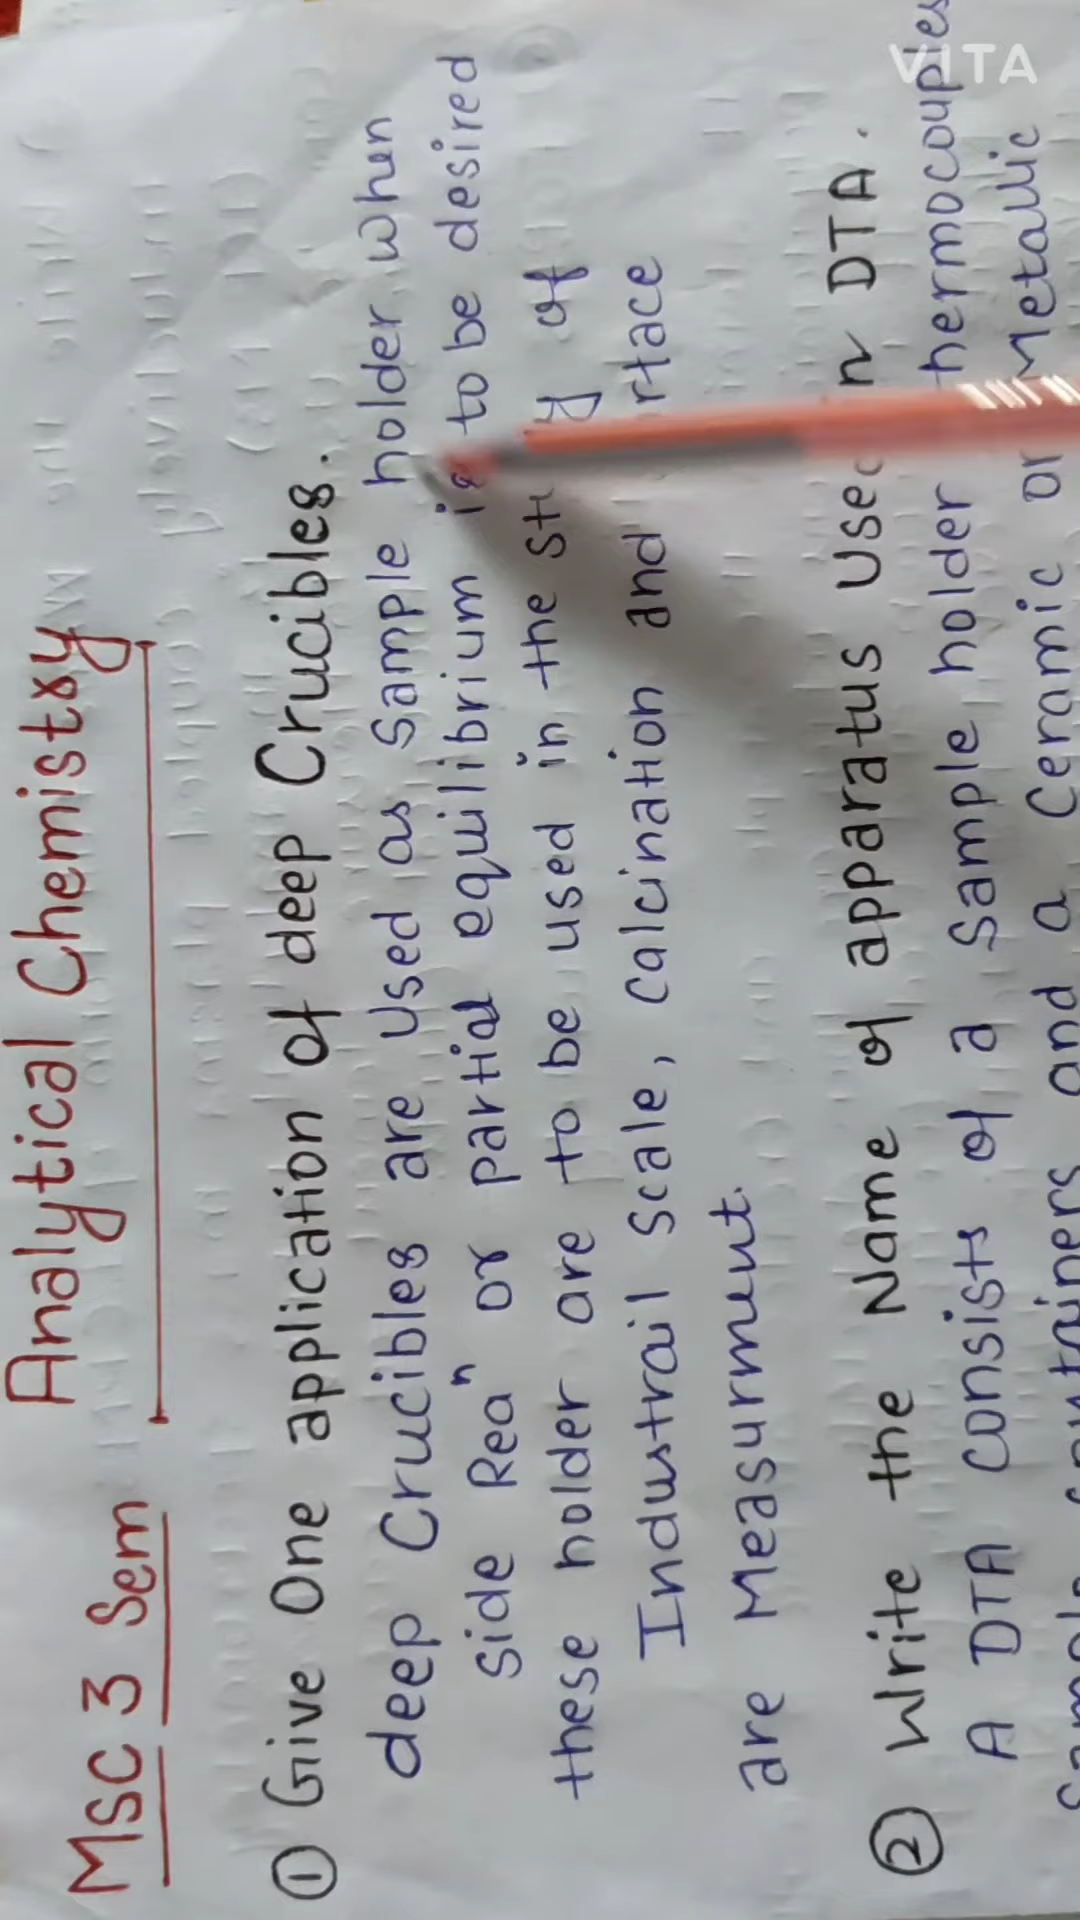 MSC 3 Sem Analytical Chemistry
① Give One application of deep Crucibles.
deep Crucibles are used as sample holder when
side Reaⁿ or partial equilibrium is to be desired
these holder are to be used in the of
Industrail scale, calcination and
are Measurment.
② Write the Name of apparatus DTA.
A DTA consists of a sample holder
and a ceramic or Metallic
VITA